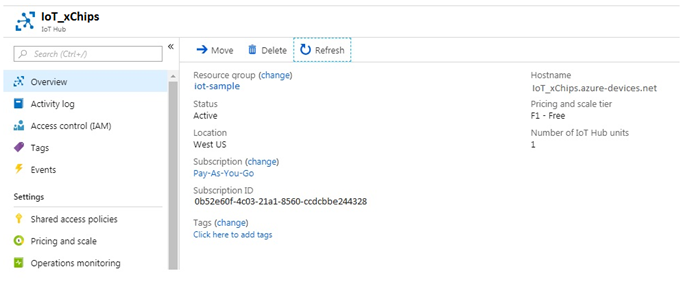 IoT_xChips
IoT Hub
Search (Ctrl+/)
«
Overview
Activity log
Access control (IAM)
Tags
Events
Settings
Shared access policies
Pricing and scale
Operations monitoring
Move Delete Refresh
Resource group (change)
iot-sample
Status
Active
Location
West US
Subscription (change)
Pay-As-You-Go
Subscription ID
0b52e60f-4c03-21a1-8560-ccdcbbe244328
Tags (change)
Click here to add tags
Hostname
IoT_xChips.azure-devices.net
Pricing and scale tier
F1 - Free
Number of IoT Hub units
1